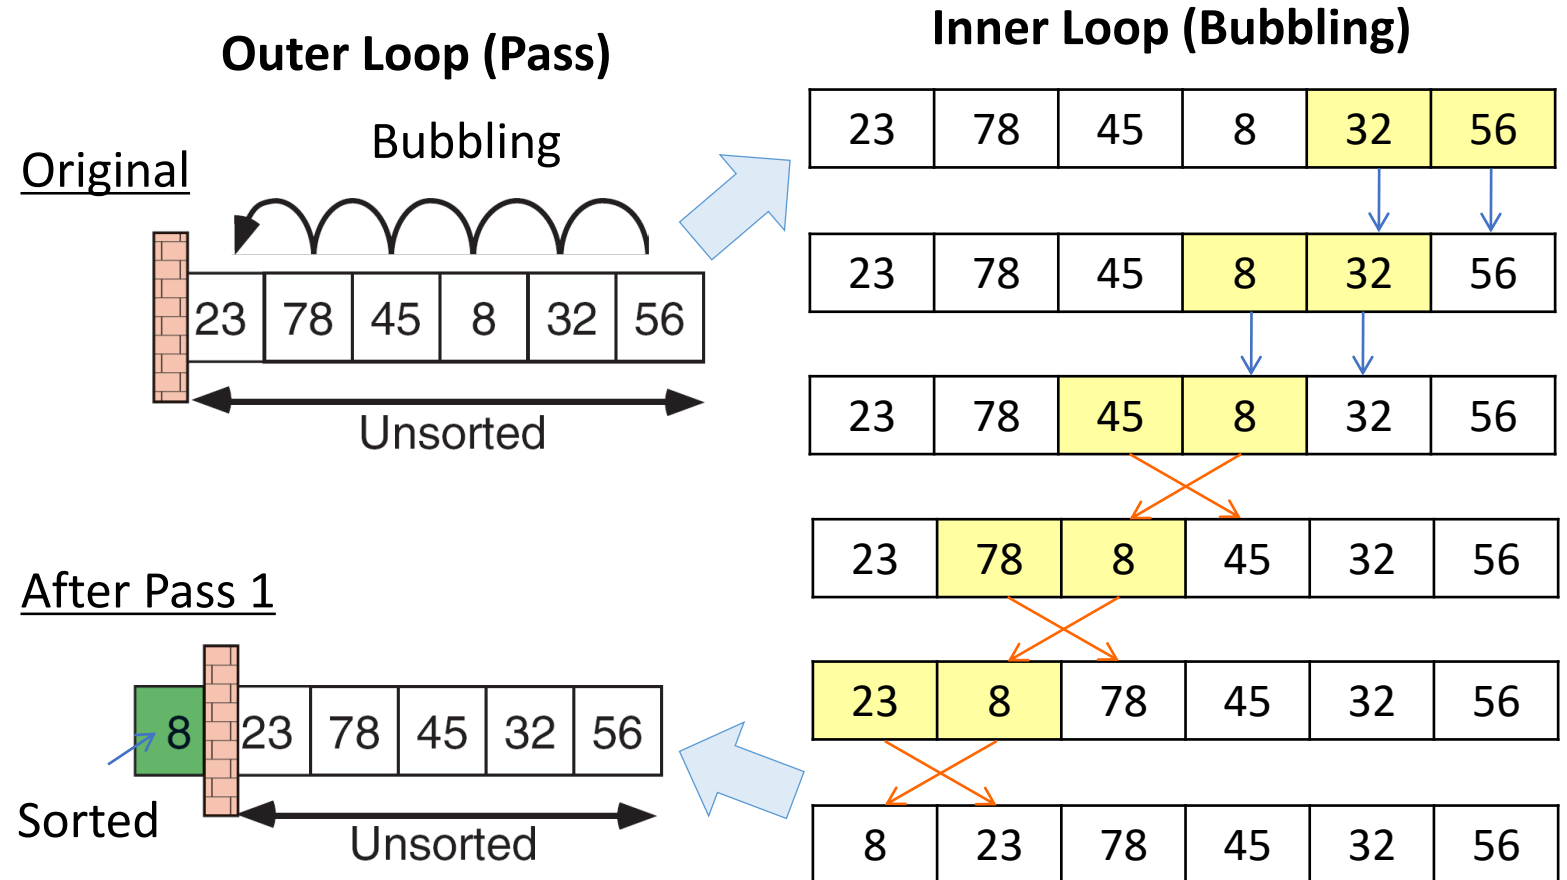 Outer Loop (Pass)
Original
Bubbling
23 78 45 8 32 56
Unsorted
After Pass 1
8 23 78 45 32 56
Sorted
Unsorted
Inner Loop (Bubbling)
23 78 45 8 32 56
23 78 45 8 32 56
23 78 45 8 32 56
23 78 8 45 32 56
23 8 78 45 32 56
8 23 78 45 32 56